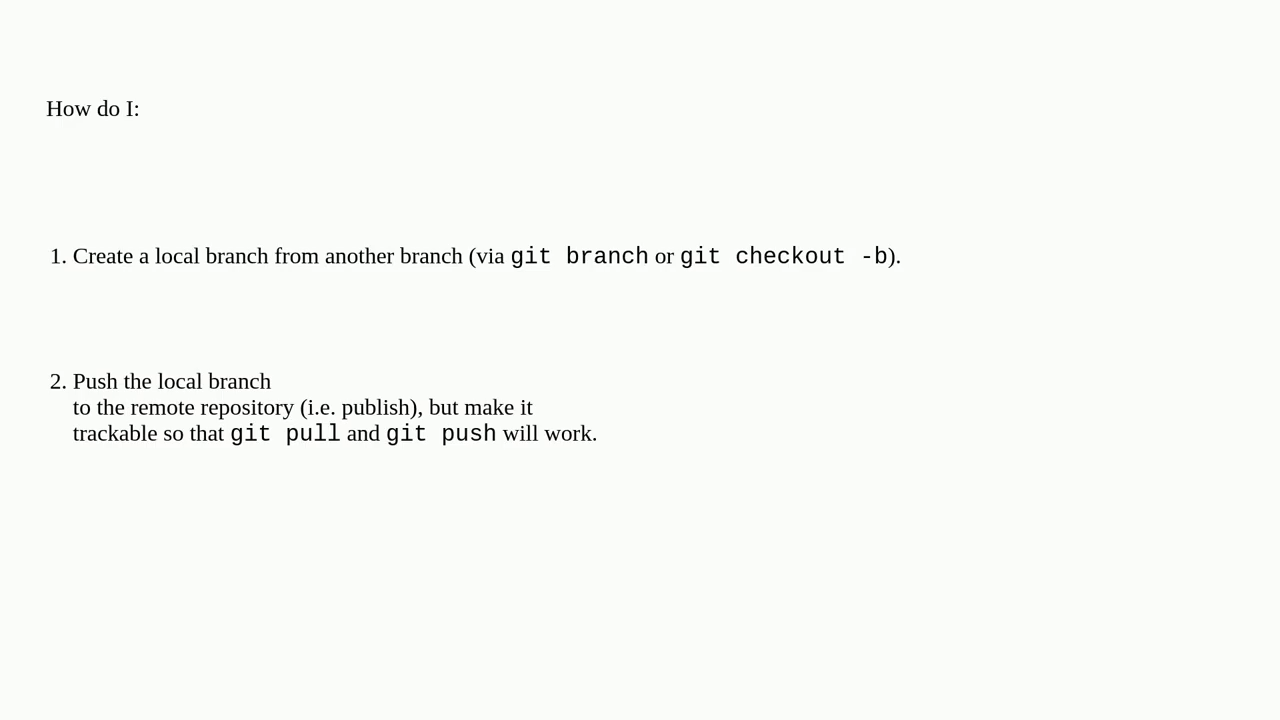 How do I:
1. Create a local branch from another branch (via git branch or git checkout -b).
2. Push the local branch
to the remote repository (i.e. publish), but make it
trackable so that git pull and git push will work.